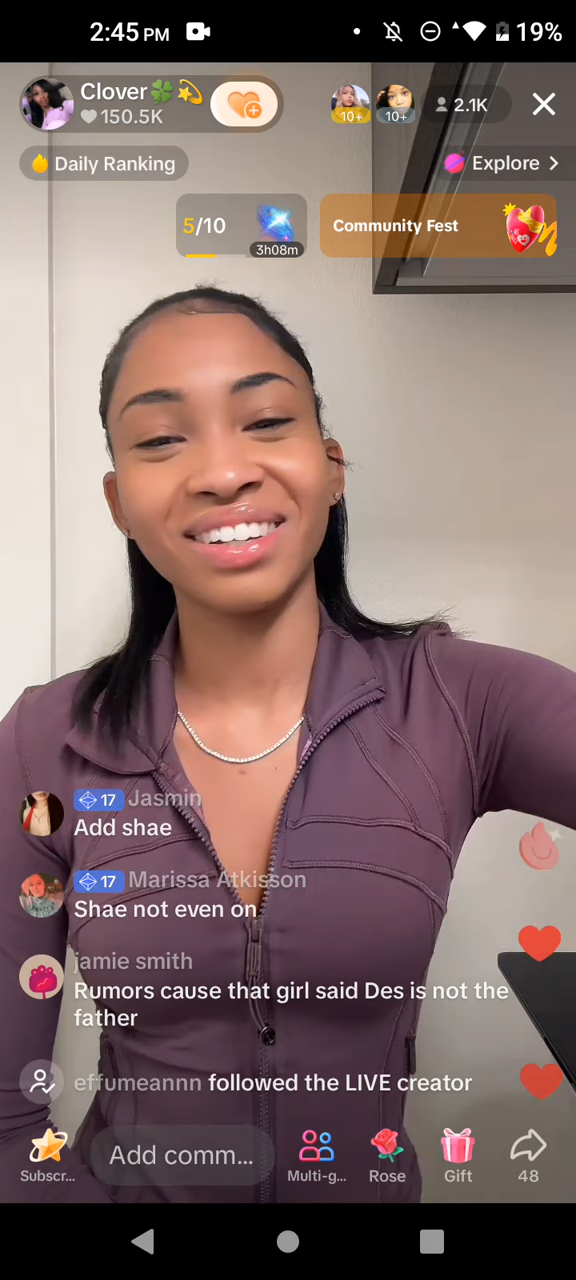 2:45 PM 19%
Clover🍀💫
150.5K
10+ 10+ 2.1K
Daily Ranking
Explore >
5/10
3h08m
Community Fest
17 Jasmin
Add shae
17 Marissa Atkisson
Shae not even on
jamie smith
Rumors cause that girl said Des is not the
father
effumeannn followed the LIVE creator
Add comm...
Subscr... Multi-g... Rose Gift 48